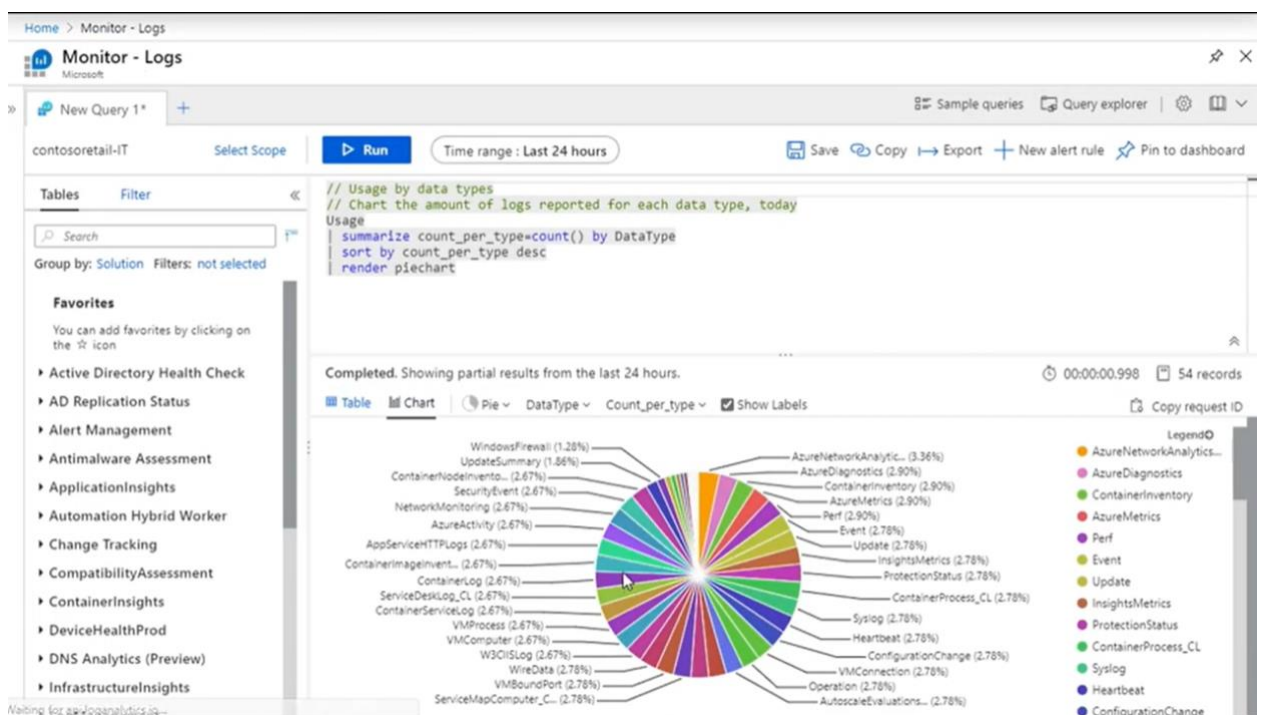 Home > Monitor - Logs
Monitor - Logs
Microsoft
New Query 1*
Sample queries
Query explorer
contosoretail-IT
Select Scope
Run
Time range : Last 24 hours
Save
Copy
Export
New alert rule
Pin to dashboard
Tables
Filter
Search
Group by: Solution Filters: not selected
Favorites
You can add favorites by clicking on
the ☆ icon
Active Directory Health Check
AD Replication Status
Alert Management
Antimalware Assessment
ApplicationInsights
Automation Hybrid Worker
Change Tracking
CompatibilityAssessment
ContainerInsights
DeviceHealthProd
DNS Analytics (Preview)
InfrastructureInsights
// Usage by data types
// Chart the amount of logs reported for each data type, today
Usage
| summarize count_per_type=count() by DataType
| sort by count_per_type desc
| render piechart
Completed. Showing partial results from the last 24 hours.
00:00:00.998
54 records
Table
Chart
Pie
DataType
Count_per_type
Show Labels
Copy request ID
WindowsFirewall (1.28%)
UpdateSummary (1.86%)
ContainerNodeInvento... (2.67%)
SecurityEvent (2.67%)
NetworkMonitoring (2.67%)
AzureActivity (2.67%)
AppServiceHTTPLogs (2.67%)
ContainerImageInvent... (2.67%)
ContainerLog (2.67%)
ServiceDeskLog_CL (2.67%)
ContainerServiceLog (2.67%)
VMProcess (2.67%)
VMComputer (2.67%)
W3CIISLog (2.67%)
WireData (2.78%)
VMBoundPort (2.78%)
ServiceMapComputer_C... (2.78%)
AzureNetworkAnalytic... (3.36%)
AzureDiagnostics (2.90%)
ContainerInventory (2.90%)
AzureMetrics (2.90%)
Perf (2.90%)
Event (2.78%)
Update (2.78%)
InsightsMetrics (2.78%)
ProtectionStatus (2.78%)
ContainerProcess_CL (2.78%)
Syslog (2.78%)
Heartbeat (2.78%)
ConfigurationChange (2.78%)
VMConnection (2.78%)
Operation (2.78%)
AutoscaleEvaluations... (2.78%)
Legend
AzureNetworkAnalytics...
AzureDiagnostics
ContainerInventory
AzureMetrics
Perf
Event
Update
InsightsMetrics
ProtectionStatus
ContainerProcess_CL
Syslog
Heartbeat
ConfigurationChange
Waiting for api.loganalytics.io...